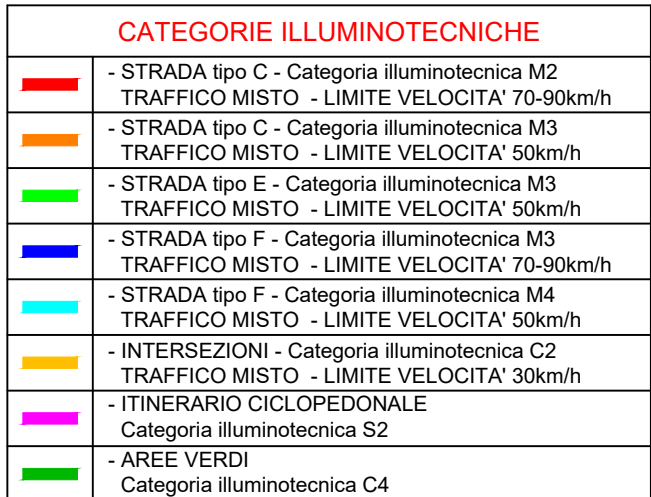 CATEGORIE ILLUMINOTECNICHE
- STRADA tipo C - Categoria illuminotecnica M2
TRAFFICO MISTO - LIMITE VELOCITA' 70-90km/h
- STRADA tipo C - Categoria illuminotecnica M3
TRAFFICO MISTO - LIMITE VELOCITA' 50km/h
- STRADA tipo E - Categoria illuminotecnica M3
TRAFFICO MISTO - LIMITE VELOCITA' 50km/h
- STRADA tipo F - Categoria illuminotecnica M3
TRAFFICO MISTO - LIMITE VELOCITA' 70-90km/h
- STRADA tipo F - Categoria illuminotecnica M4
TRAFFICO MISTO - LIMITE VELOCITA' 50km/h
- INTERSEZIONI - Categoria illuminotecnica C2
TRAFFICO MISTO - LIMITE VELOCITA' 30km/h
- ITINERARIO CICLOPEDONALE
Categoria illuminotecnica S2
- AREE VERDI
Categoria illuminotecnica C4